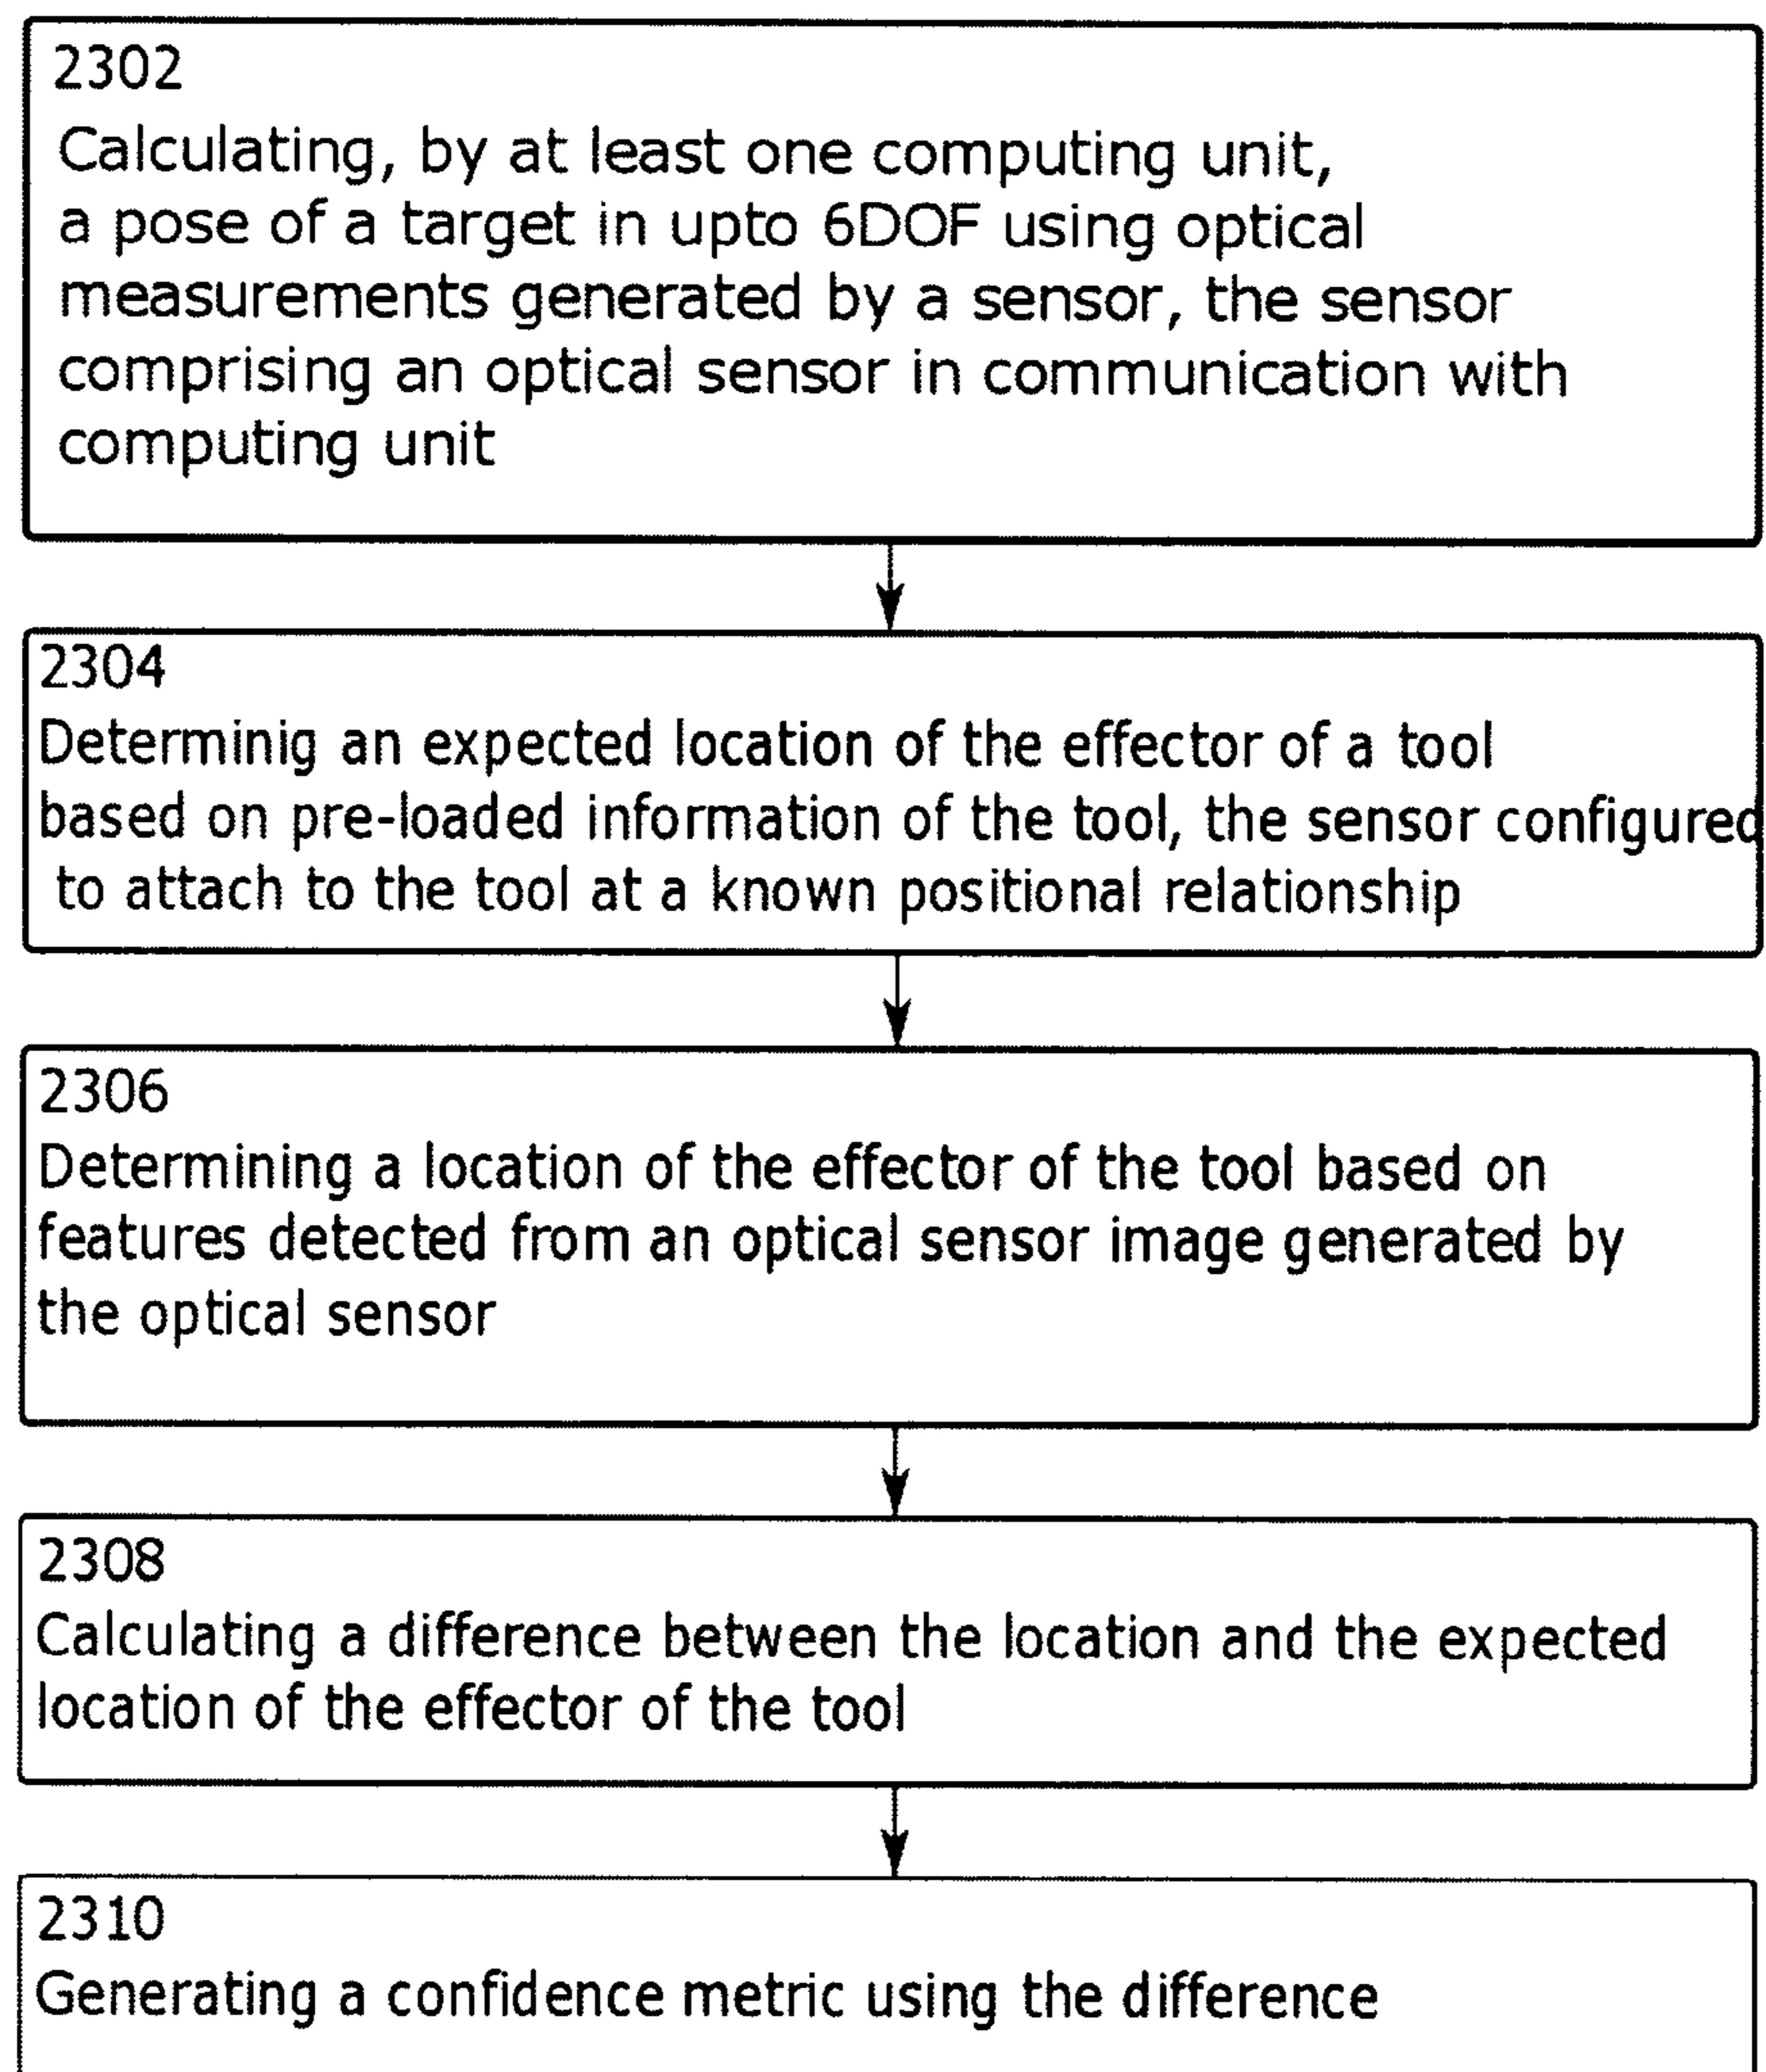 2302
Calculating, by at least one computing unit,
a pose of a target in upto 6DOF using optical
measurements generated by a sensor, the sensor
comprising an optical sensor in communication with
computing unit
2304
Determinig an expected location of the effector of a tool
based on pre-loaded information of the tool, the sensor configured
to attach to the tool at a known positional relationship
2306
Determining a location of the effector of the tool based on
features detected from an optical sensor image generated by
the optical sensor
2308
Calculating a difference between the location and the expected
location of the effector of the tool
2310
Generating a confidence metric using the difference